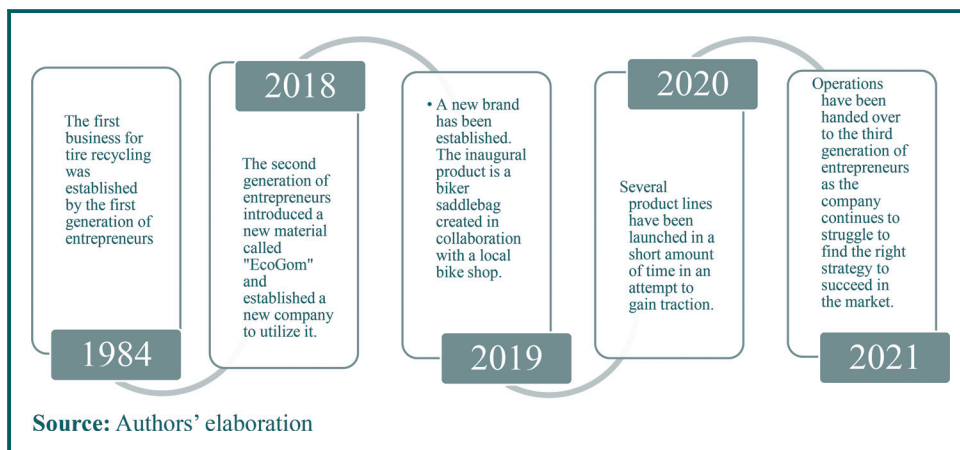 The first
business for
tire recycling
was
established
by the first
generation of
entrepreneurs
1984
2018
The second
generation of
entrepreneurs
introduced a
new material
called
"EcoGom"
and
established a
new company
to utilize it.
• A new brand
has been
established.
The inaugural
product is a
biker
saddlebag
created in
collaboration
with a local
bike shop.
2019
2020
Several
product lines
have been
launched in a
short amount
of time in an
attempt to
gain traction.
Operations
have been
handed over
to the third
generation of
entrepreneurs
as the
company
continues to
struggle to
find the right
strategy to
succeed in
the market.
2021
Source: Authors’ elaboration